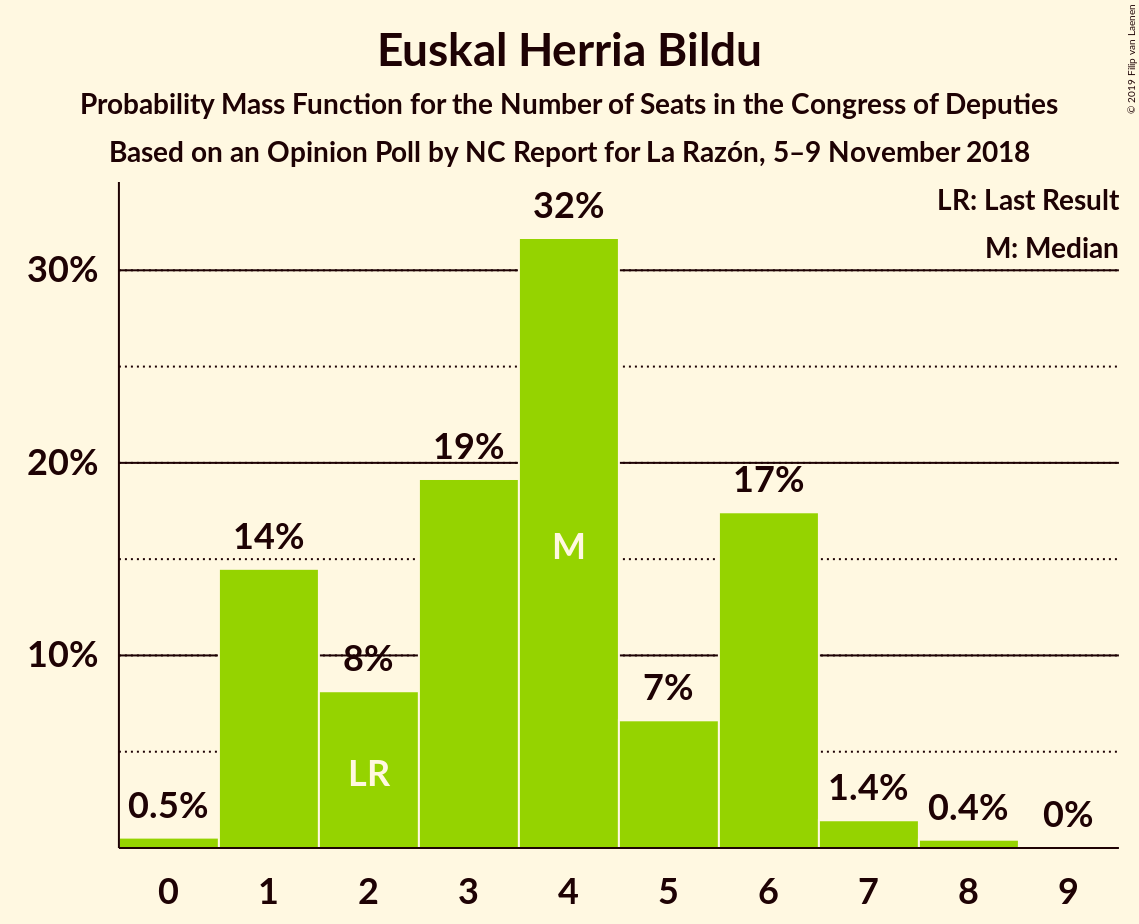 Euskal Herria Bildu
Probability Mass Function for the Number of Seats in the Congress of Deputies
Based on an Opinion Poll by NC Report for La Razón, 5–9 November 2018
© 2019 Filip van Laenen
LR: Last Result
M: Median
32%
30%
19%
20%
17%
14%
M
10%
8%
7%
LR
0.5%
1.4%
0.4%
0%
0 1 2 3 4 5 6 7 8 9